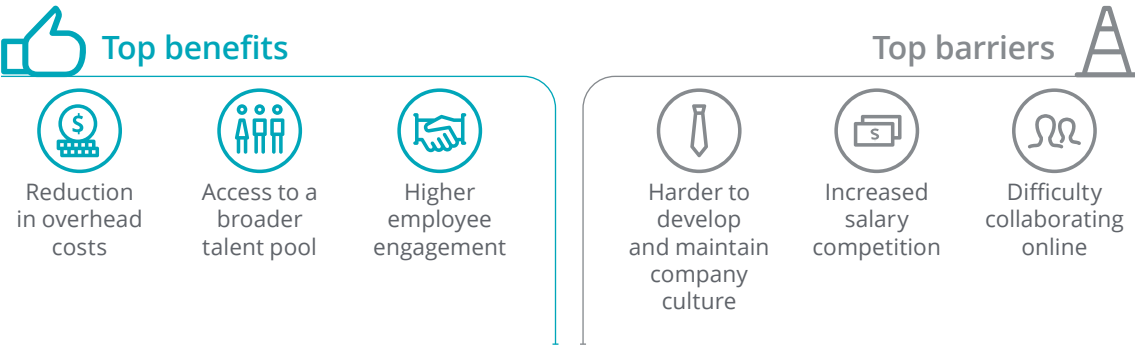 Top benefits
Reduction
in overhead
costs
Access to a
broader
talent pool
Higher
employee
engagement
Top barriers
Harder to
develop
and maintain
company
culture
Increased
salary
competition
Difficulty
collaborating
online